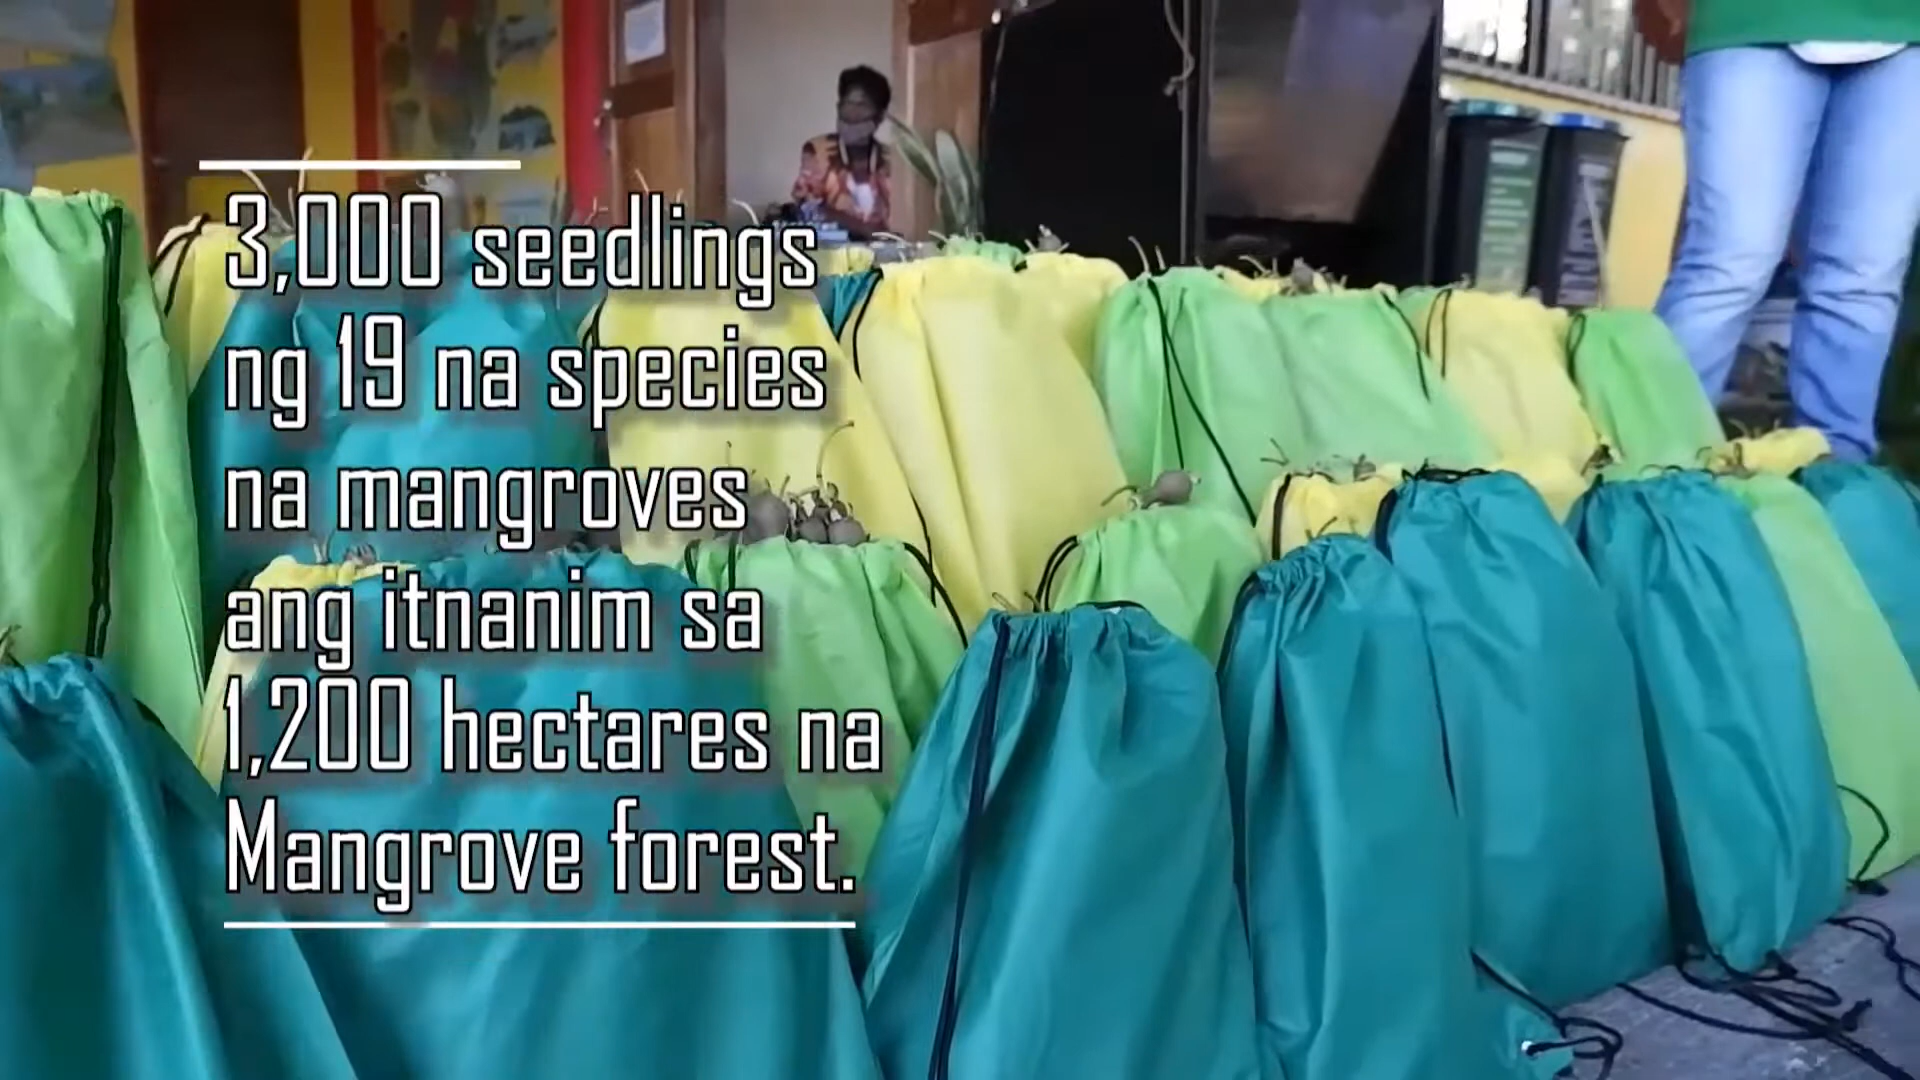 3,000 seedlings
ng 19 na species
na mangroves
ang itnanim sa
1,200 hectares na
Mangrove forest.